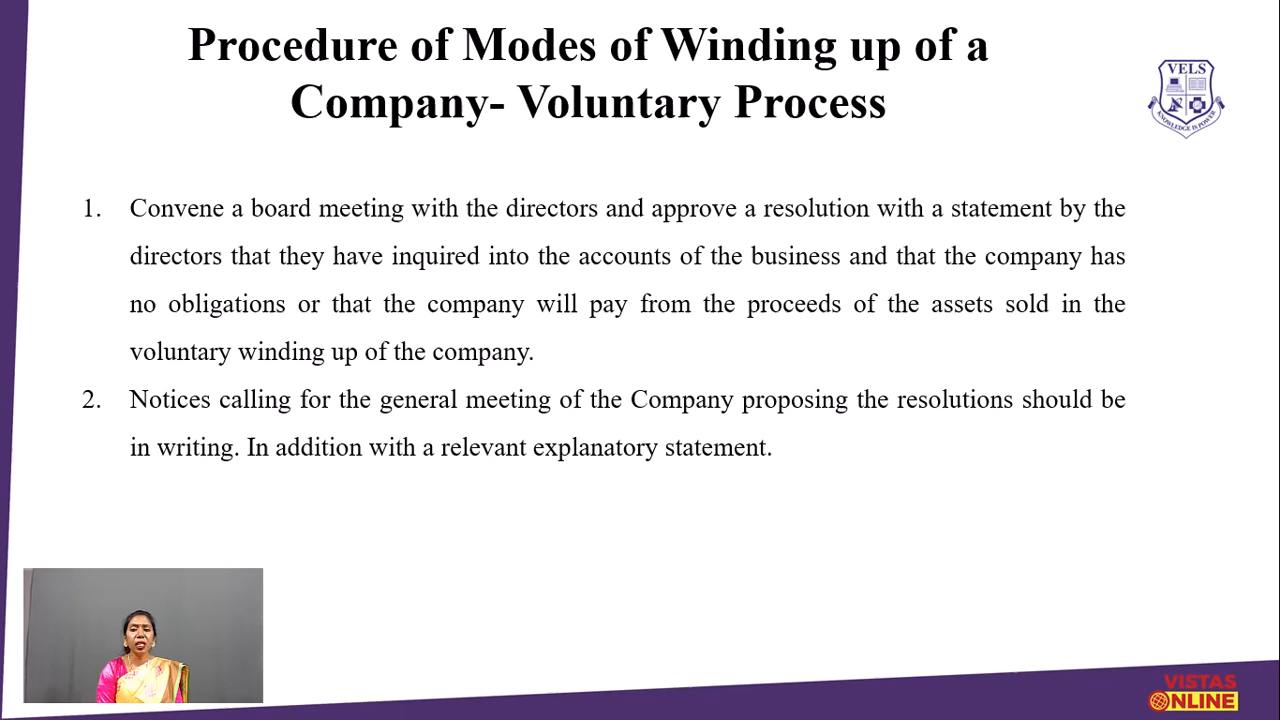 Procedure of Modes of Winding up of a
Company- Voluntary Process
VELS
KNOWLEDGE IS POWER
1. Convene a board meeting with the directors and approve a resolution with a statement by the
directors that they have inquired into the accounts of the business and that the company has
no obligations or that the company will pay from the proceeds of the assets sold in the
voluntary winding up of the company.
2. Notices calling for the general meeting of the Company proposing the resolutions should be
in writing. In addition with a relevant explanatory statement.
VISTAS
ONLINE